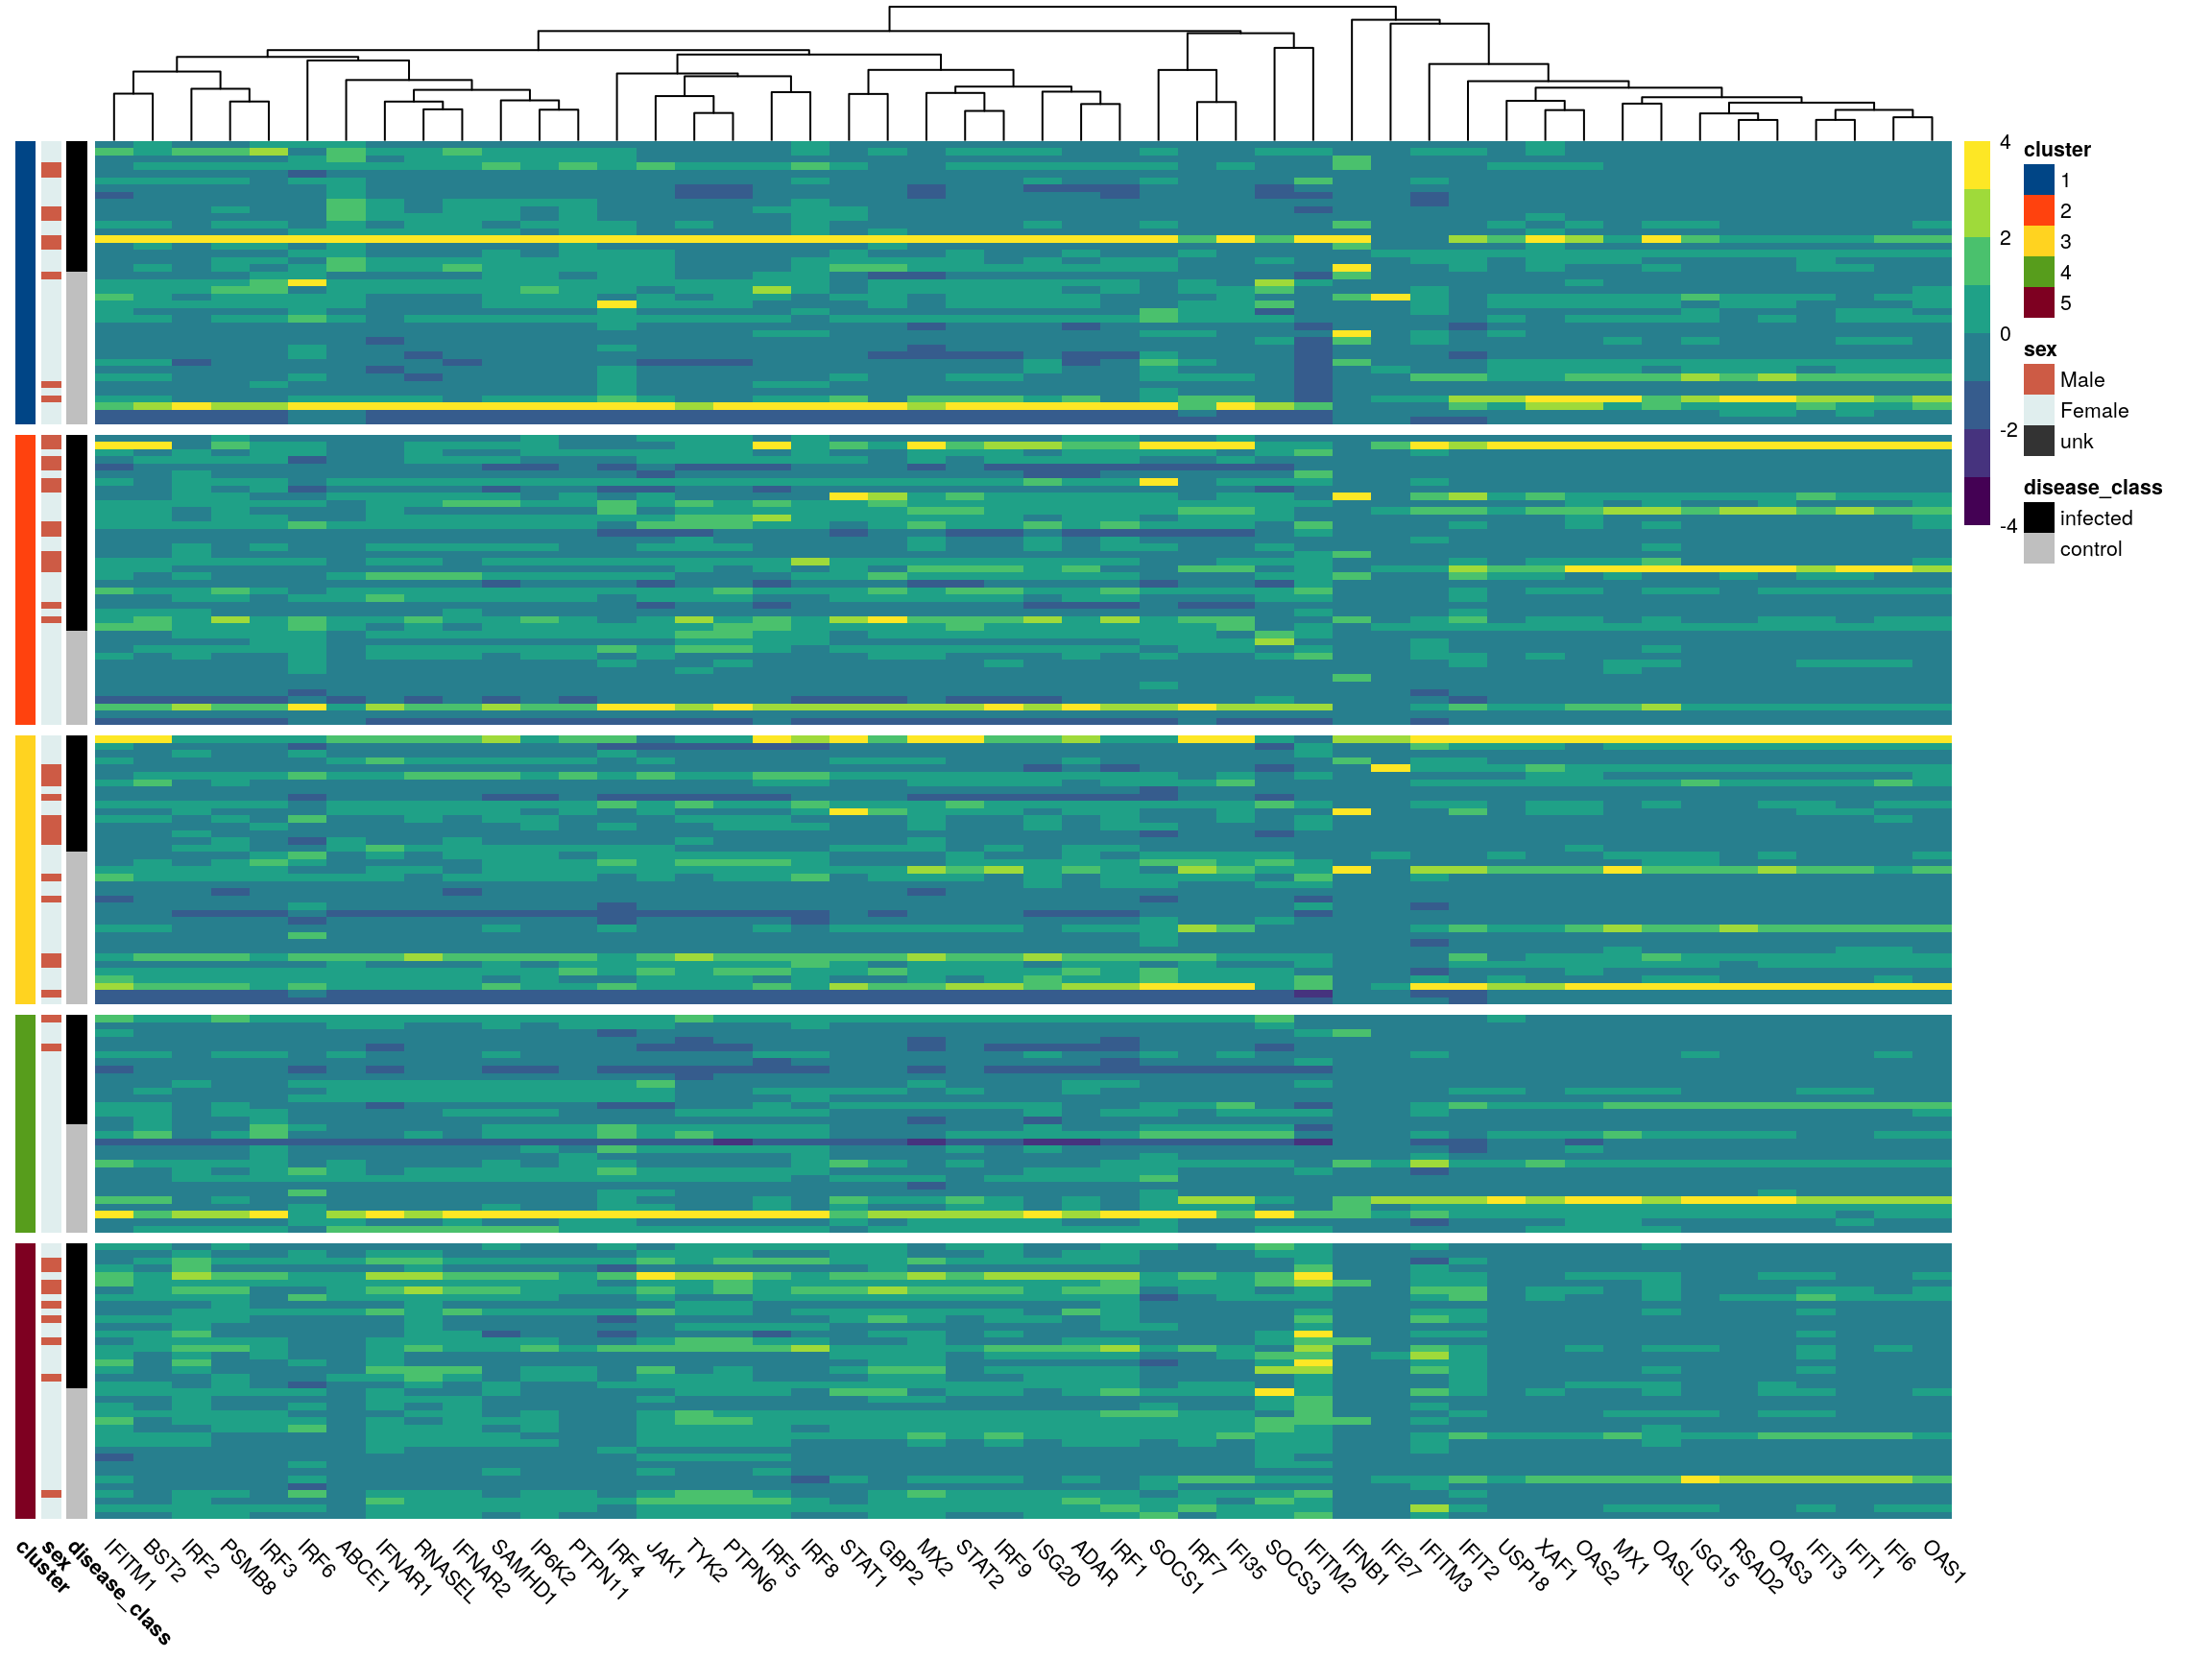 4
2
0
-2
-4
cluster
1
2
3
4
5
sex
Male
Female
unk
disease_class
infected
control
cluster
sex
disease_class
IFITM1
BST2
IRF2
PSMB8
IRF3
IRF6
ABCE1
IFNAR1
RNASEL
IFNAR2
SAMHD1
IP6K2
PTPN11
IRF4
JAK1
TYK2
PTPN6
IRF5
IRF8
STAT1
GBP2
MX2
STAT2
IRF9
ISG20
ADAR
IRF1
SOCS1
IRF7
IFI35
SOCS3
IFITM2
IFNB1
IFI27
IFITM3
IFIT2
USP18
XAF1
OAS2
MX1
OASL
ISG15
RSAD2
OAS3
IFIT3
IFIT1
IFI6
OAS1